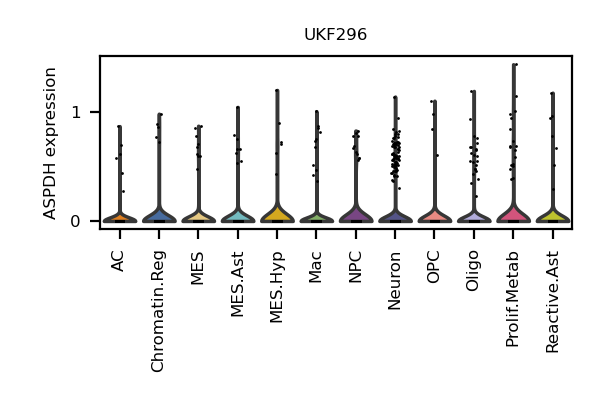 UKF296
ASPDH expression
1
0
AC
Chromatin.Reg
MES
MES.Ast
MES.Hyp
Mac
NPC
Neuron
OPC
Oligo
Prolif.Metab
Reactive.Ast